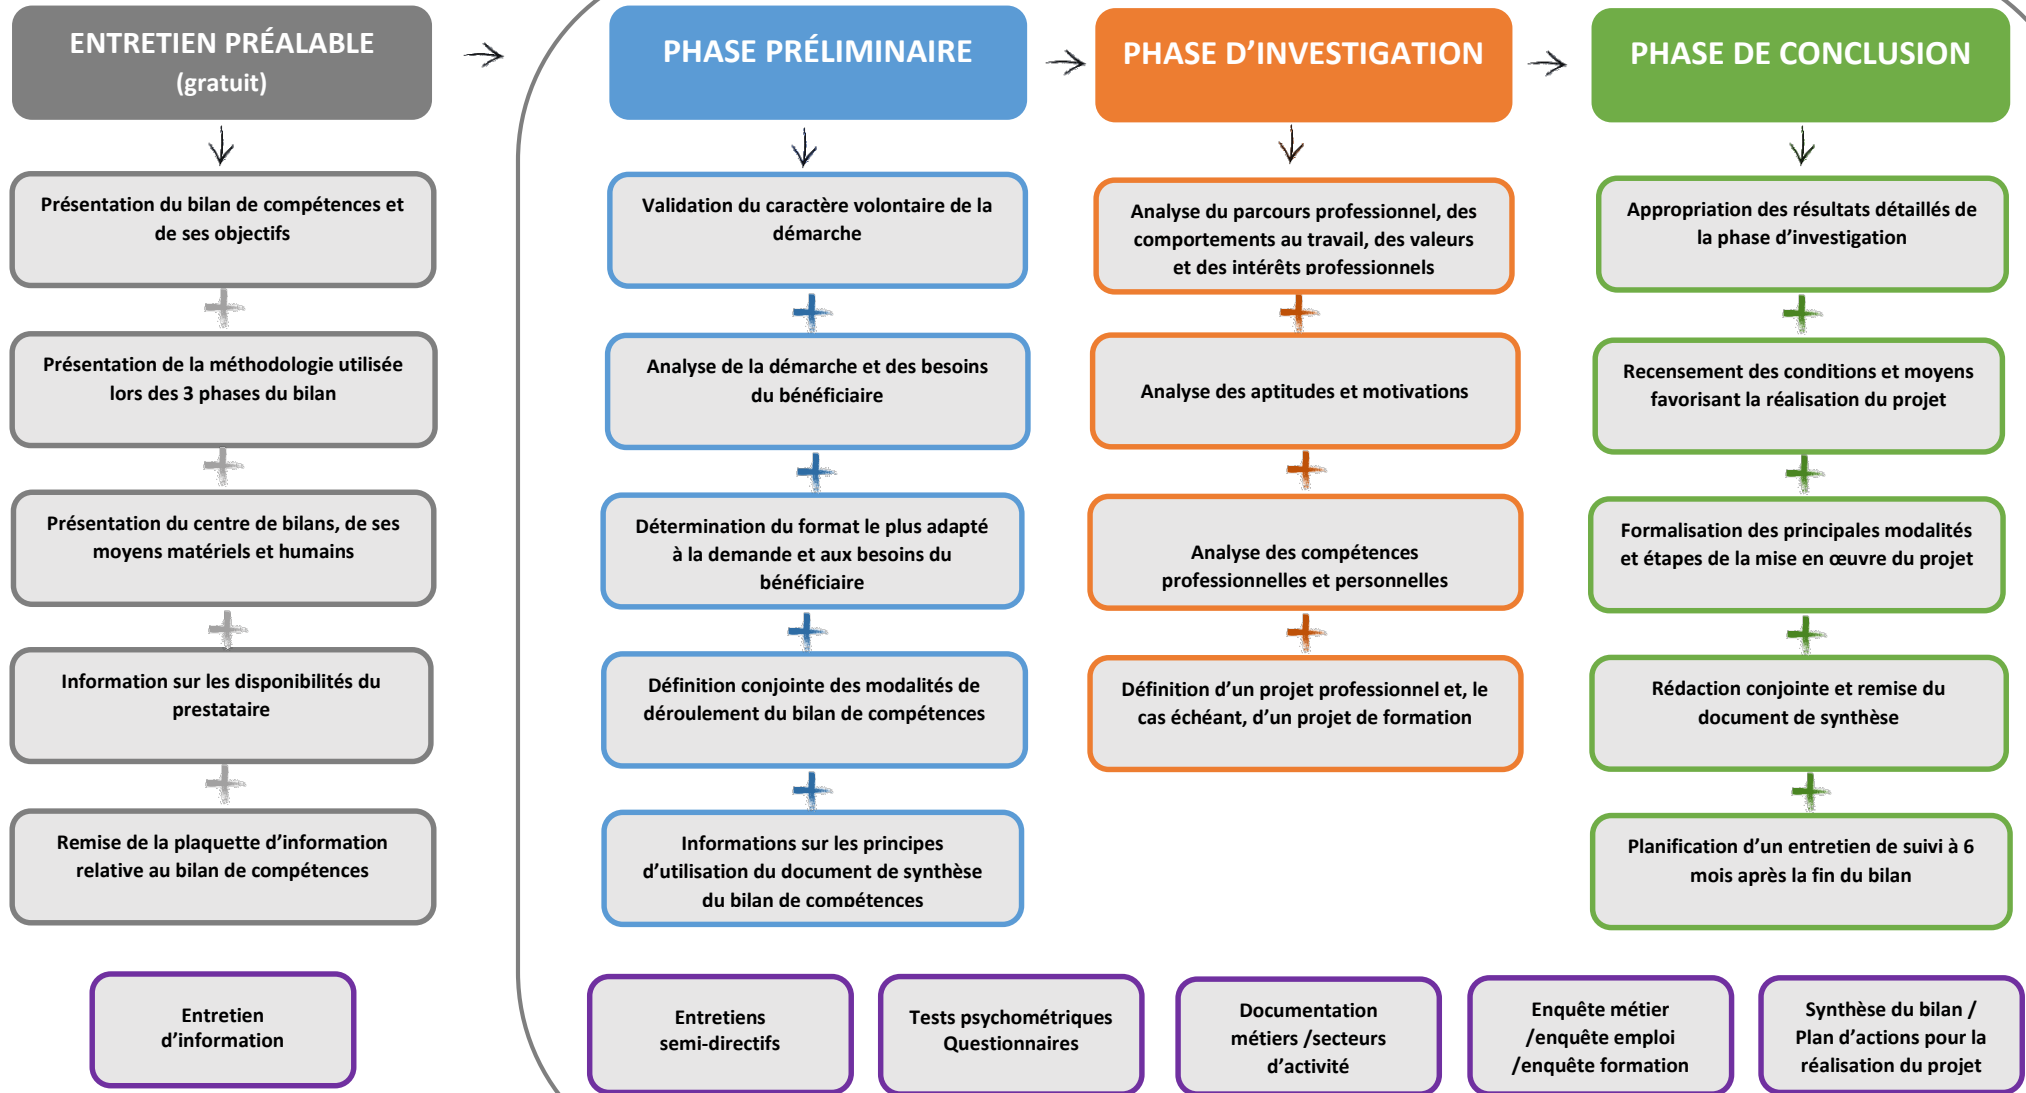 ENTRETIEN PRÉALABLE
(gratuit)
Présentation du bilan de compétences et
de ses objectifs
Présentation de la méthodologie utilisée
lors des 3 phases du bilan
Présentation du centre de bilans, de ses
moyens matériels et humains
Information sur les disponibilités du
prestataire
Remise de la plaquette d’information
relative au bilan de compétences
Entretien
d’information
PHASE PRÉLIMINAIRE
Validation du caractère volontaire de la
démarche
Analyse de la démarche et des besoins
du bénéficiaire
Détermination du format le plus adapté
à la demande et aux besoins du
bénéficiaire
Définition conjointe des modalités de
déroulement du bilan de compétences
Informations sur les principes
d’utilisation du document de synthèse
du bilan de compétences
PHASE D’INVESTIGATION
Analyse du parcours professionnel, des
comportements au travail, des valeurs
et des intérêts professionnels
Analyse des aptitudes et motivations
Analyse des compétences
professionnelles et personnelles
Définition d’un projet professionnel et, le
cas échéant, d’un projet de formation
PHASE DE CONCLUSION
Appropriation des résultats détaillés de
la phase d’investigation
Recensement des conditions et moyens
favorisant la réalisation du projet
Formalisation des principales modalités
et étapes de la mise en œuvre du projet
Rédaction conjointe et remise du
document de synthèse
Planification d’un entretien de suivi à 6
mois après la fin du bilan
Entretiens
semi-directifs
Tests psychométriques
Questionnaires
Documentation
métiers /secteurs
d’activité
Enquête métier
/enquête emploi
/enquête formation
Synthèse du bilan /
Plan d’actions pour la
réalisation du projet